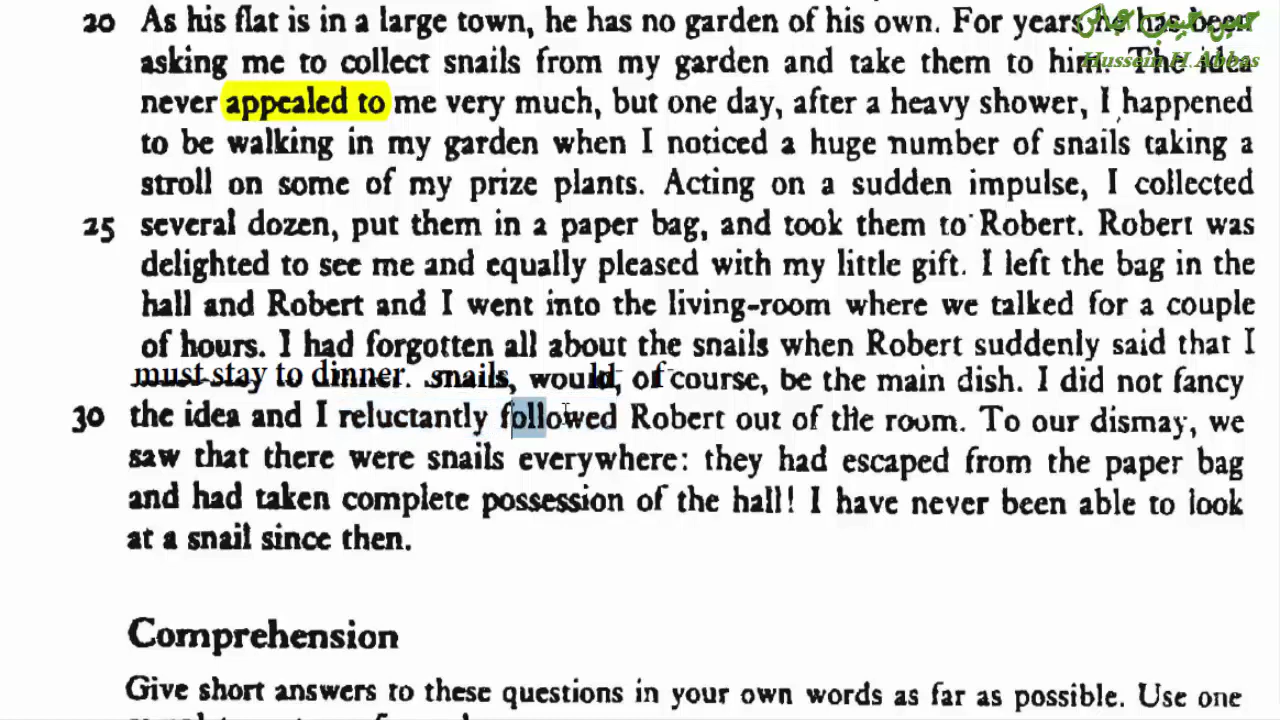 20 As his flat is in a large town, he has no garden of his own. For years he has been
Hussein H.Abbas
asking me to collect snails from my garden and take them to him. The idea
never appealed to me very much, but one day, after a heavy shower, I happened
to be walking in my garden when I noticed a huge number of snails taking a
stroll on some of my prize plants. Acting on a sudden impulse, I collected
25 several dozen, put them in a paper bag, and took them to Robert. Robert was
delighted to see me and equally pleased with my little gift. I left the bag in the
hall and Robert and I went into the living-room where we talked for a couple
of hours. I had forgotten all about the snails when Robert suddenly said that I
must stay to dinner. snails, would, of course, be the main dish. I did not fancy
30 the idea and I reluctantly followed Robert out of the room. To our dismay, we
saw that there were snails everywhere: they had escaped from the paper bag
and had taken complete possession of the hall! I have never been able to look
at a snail since then.
Comprehension
Give short answers to these questions in your own words as far as possible. Use one